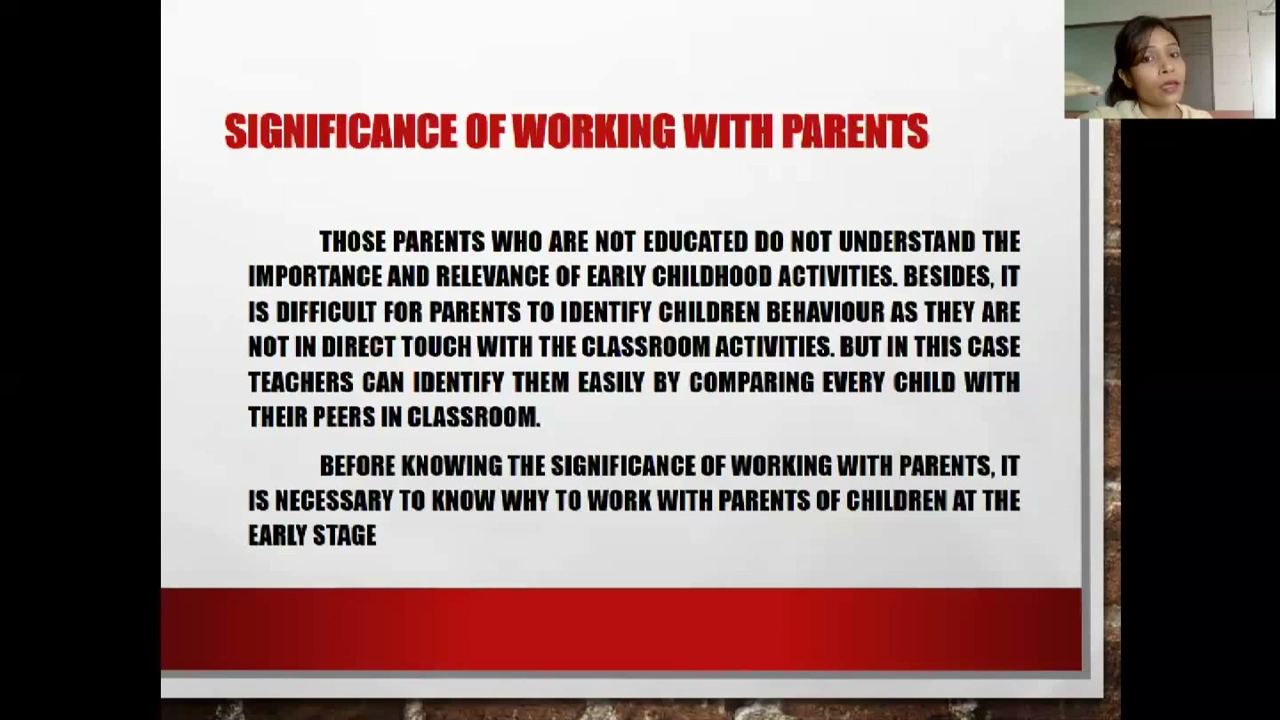 SIGNIFICANCE OF WORKING WITH PARENTS
THOSE PARENTS WHO ARE NOT EDUCATED DO NOT UNDERSTAND THE
IMPORTANCE AND RELEVANCE OF EARLY CHILDHOOD ACTIVITIES. BESIDES, IT
IS DIFFICULT FOR PARENTS TO IDENTIFY CHILDREN BEHAVIOUR AS THEY ARE
NOT IN DIRECT TOUCH WITH THE CLASSROOM ACTIVITIES. BUT IN THIS CASE
TEACHERS CAN IDENTIFY THEM EASILY BY COMPARING EVERY CHILD WITH
THEIR PEERS IN CLASSROOM.
BEFORE KNOWING THE SIGNIFICANCE OF WORKING WITH PARENTS, IT
IS NECESSARY TO KNOW WHY TO WORK WITH PARENTS OF CHILDREN AT THE
EARLY STAGE